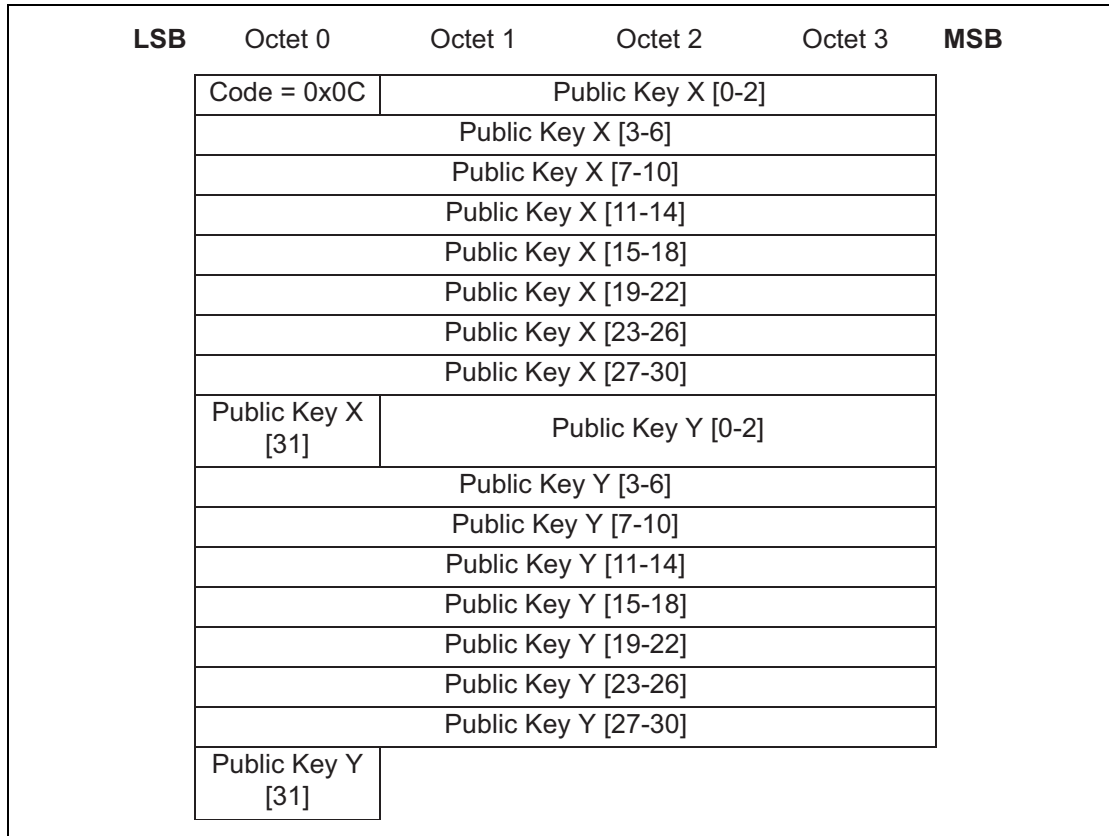 LSB Octet 0 Octet 1 Octet 2 Octet 3 MSB
Code = 0x0C Public Key X [0-2]
Public Key X [3-6]
Public Key X [7-10]
Public Key X [11-14]
Public Key X [15-18]
Public Key X [19-22]
Public Key X [23-26]
Public Key X [27-30]
Public Key X
[31]
Public Key Y [0-2]
Public Key Y [3-6]
Public Key Y [7-10]
Public Key Y [11-14]
Public Key Y [15-18]
Public Key Y [19-22]
Public Key Y [23-26]
Public Key Y [27-30]
Public Key Y
[31]